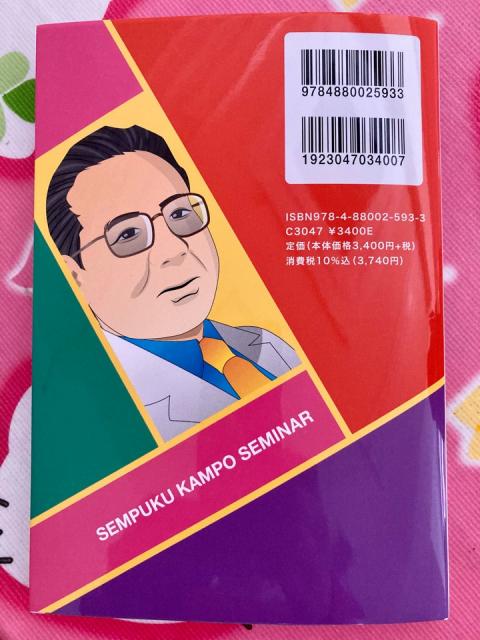 9784880025933
1923047034007
ISBN978-4-88002-593-3
C3047 ¥3400E
定価(本体価格3,400円+税)
消費税10%込(3,740円)
SEMPUKU KAMPO SEMINAR